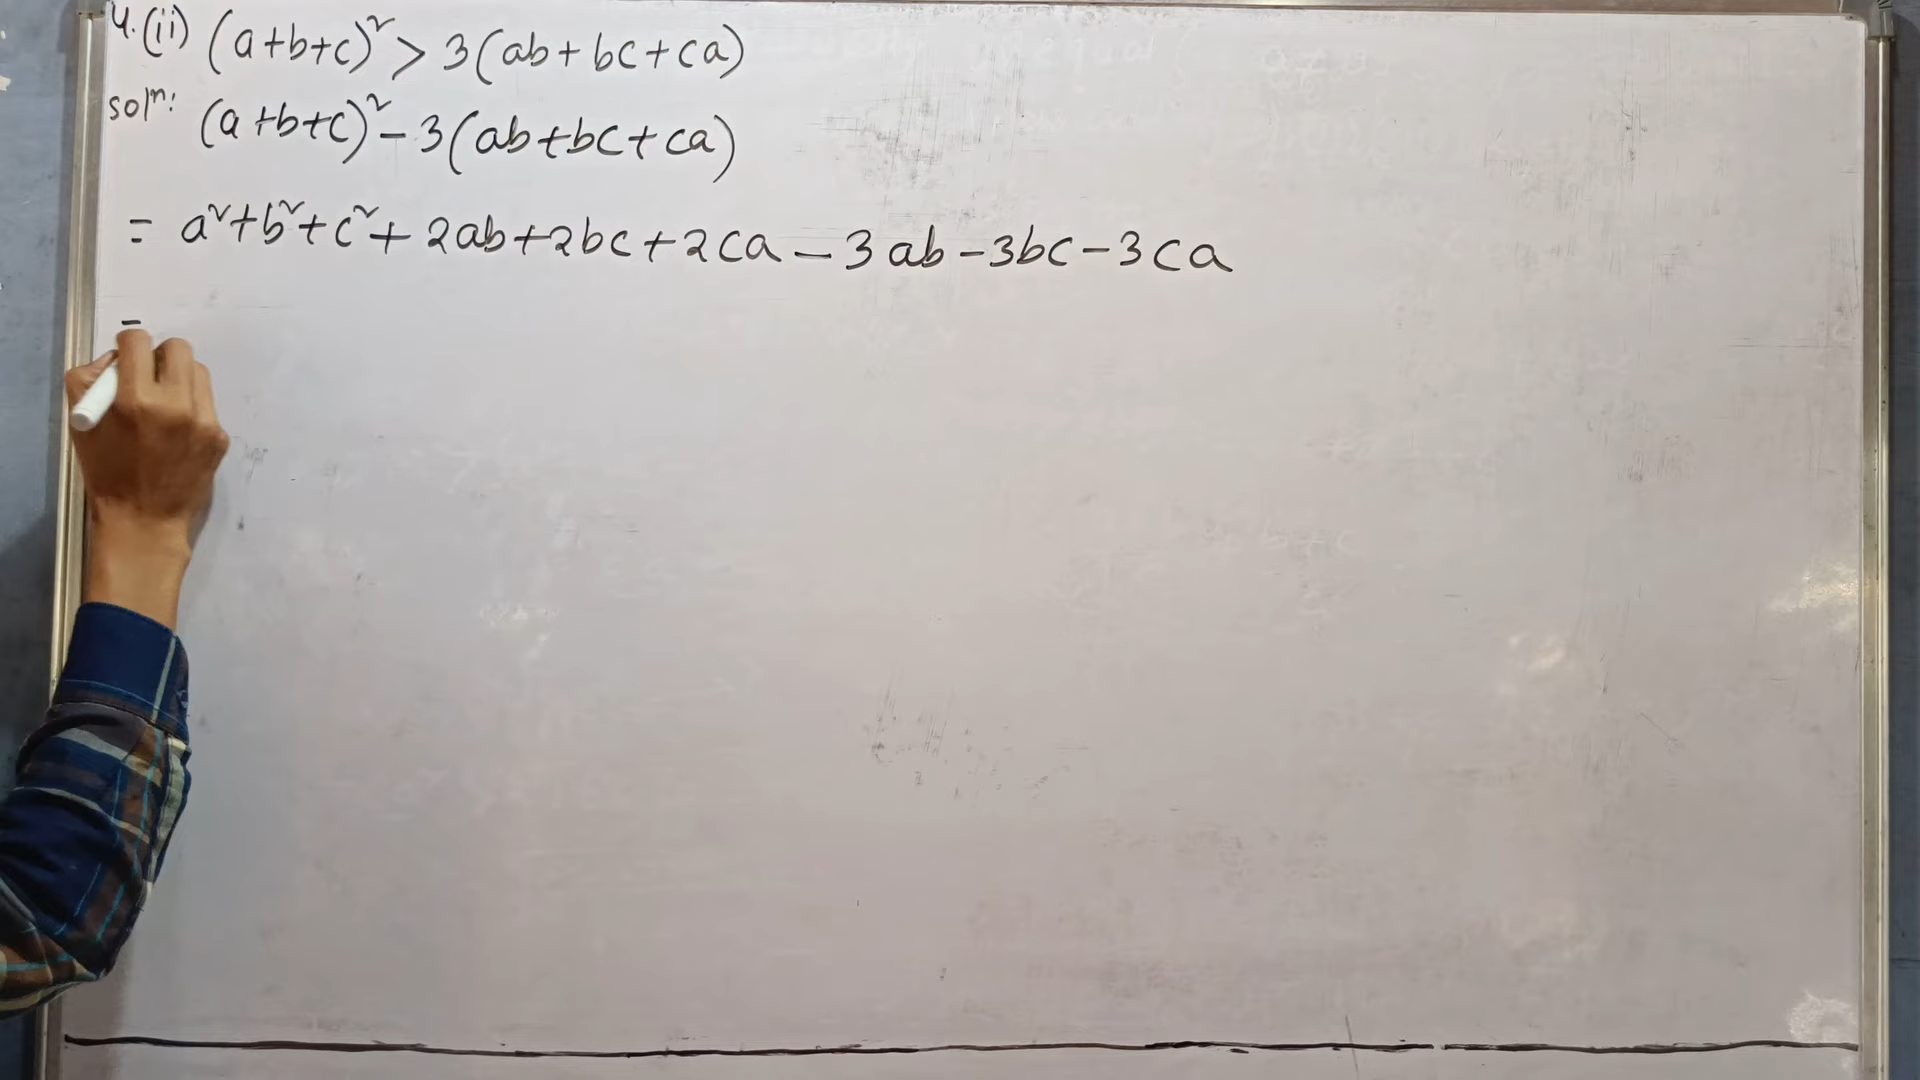 4.(ii) (a+b+c)² > 3(ab+bc+ca)
solⁿ: (a+b+c)² - 3(ab+bc+ca)
= a²+b²+c²+2ab+2bc+2ca-3ab-3bc-3ca
=